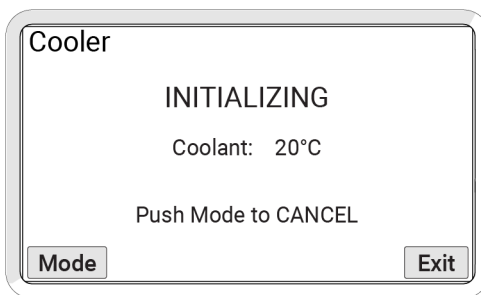 Cooler
INITIALIZING
Coolant: 20°C
Push Mode to CANCEL
Mode Exit